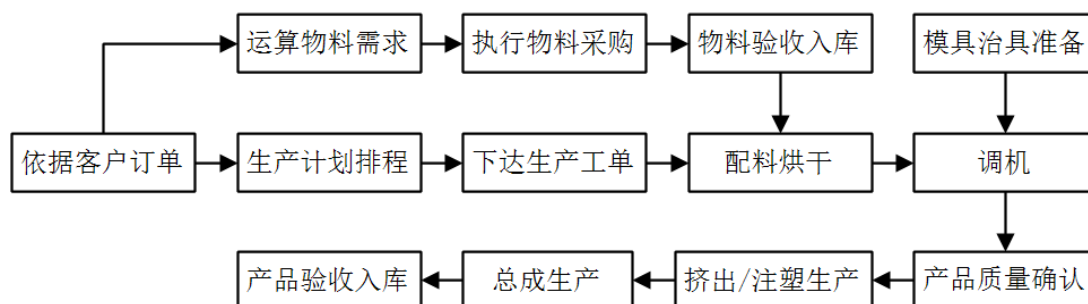 运算物料需求
执行物料采购
物料验收入库
模具治具准备
依据客户订单
生产计划排程
下达生产工单
配料烘干
调机
产品验收入库
总成生产
挤出/注塑生产
产品质量确认